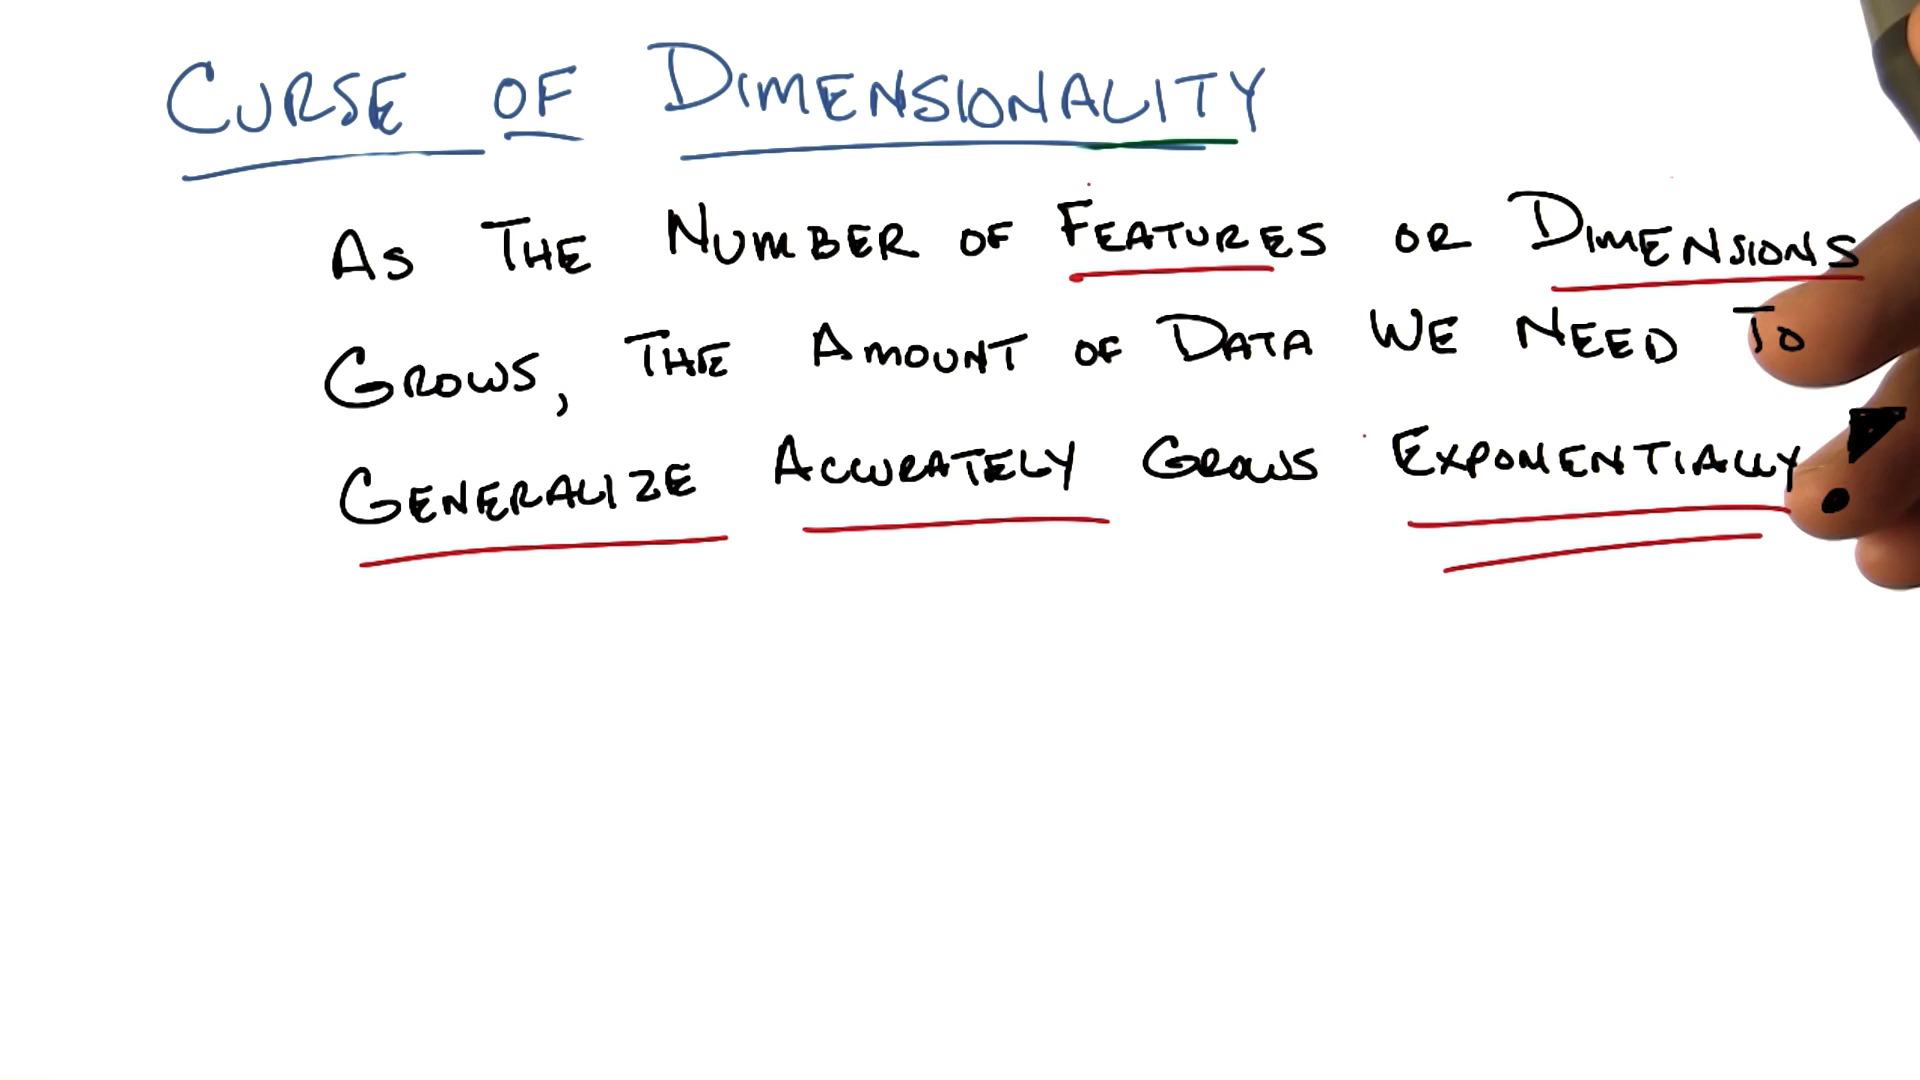 CURSE OF DIMENSIONALITY
AS THE NUMBER OF FEATURES OR DIMENSIONS
GROWS, THE AMOUNT OF DATA WE NEED TO
GENERALIZE ACCURATELY GROWS EXPONENTIALLY!